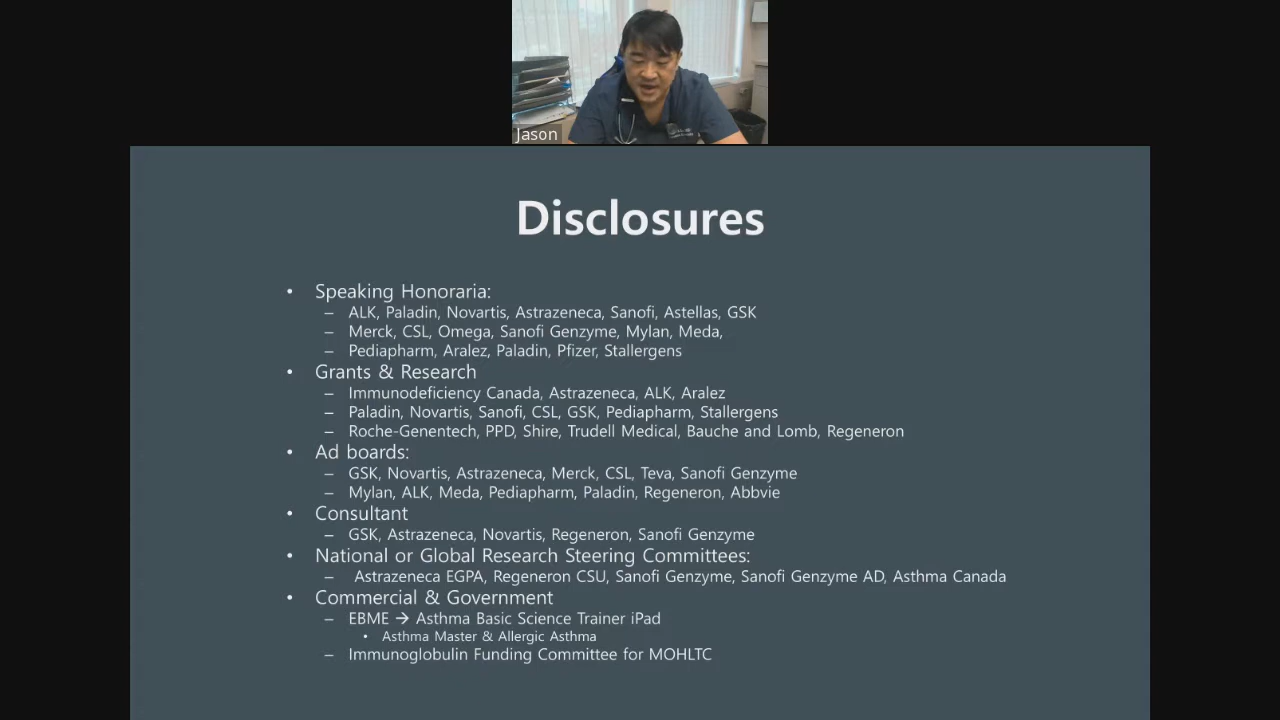 Jason
Disclosures
• Speaking Honoraria:
– ALK, Paladin, Novartis, Astrazeneca, Sanofi, Astellas, GSK
– Merck, CSL, Omega, Sanofi Genzyme, Mylan, Meda,
– Pediapharm, Aralez, Paladin, Pfizer, Stallergens
• Grants & Research
– Immunodeficiency Canada, Astrazeneca, ALK, Aralez
– Paladin, Novartis, Sanofi, CSL, GSK, Pediapharm, Stallergens
– Roche-Genentech, PPD, Shire, Trudell Medical, Bauche and Lomb, Regeneron
• Ad boards:
– GSK, Novartis, Astrazeneca, Merck, CSL, Teva, Sanofi Genzyme
– Mylan, ALK, Meda, Pediapharm, Paladin, Regeneron, Abbvie
• Consultant
– GSK, Astrazeneca, Novartis, Regeneron, Sanofi Genzyme
• National or Global Research Steering Committees:
– Astrazeneca EGPA, Regeneron CSU, Sanofi Genzyme, Sanofi Genzyme AD, Asthma Canada
• Commercial & Government
– EBME → Asthma Basic Science Trainer iPad
• Asthma Master & Allergic Asthma
– Immunoglobulin Funding Committee for MOHLTC